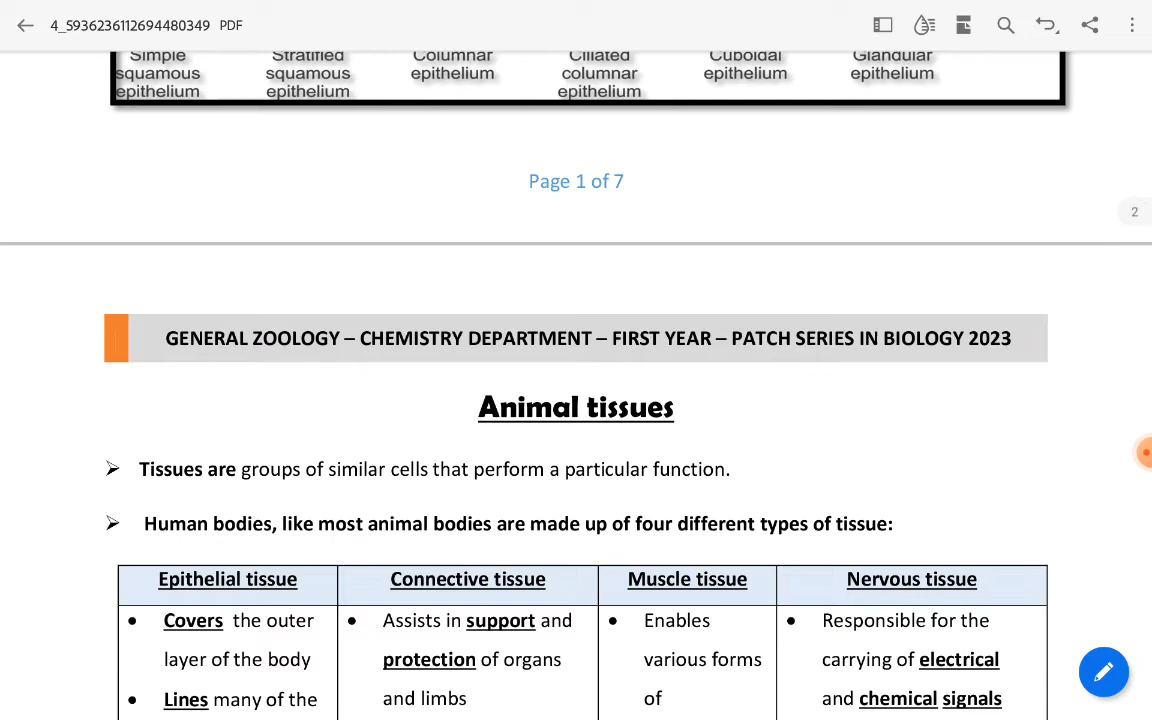 4_5936236112694480349 PDF
Simple Stratified Columnar Ciliated Cuboidal Glandular
squamous squamous epithelium columnar epithelium epithelium
epithelium epithelium epithelium
Page 1 of 7
2
GENERAL ZOOLOGY – CHEMISTRY DEPARTMENT – FIRST YEAR – PATCH SERIES IN BIOLOGY 2023
Animal tissues
➢ Tissues are groups of similar cells that perform a particular function.
➢ Human bodies, like most animal bodies are made up of four different types of tissue:
Epithelial tissue Connective tissue Muscle tissue Nervous tissue
• Covers the outer • Assists in support and • Enables • Responsible for the
layer of the body protection of organs various forms carrying of electrical
• Lines many of the and limbs of and chemical signals